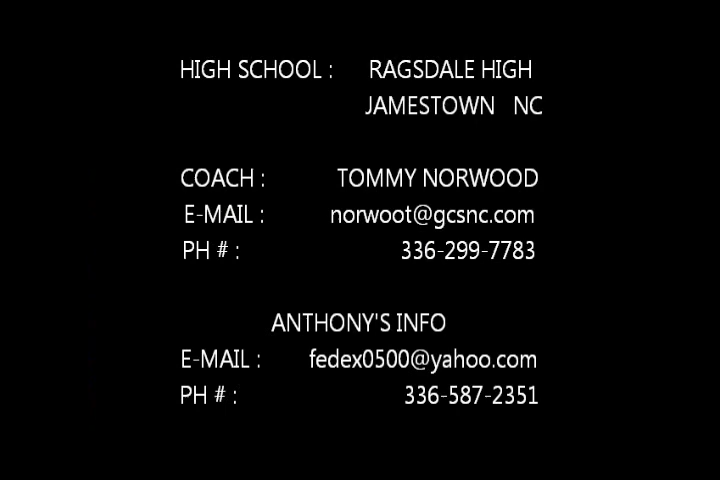 HIGH SCHOOL : RAGSDALE HIGH
JAMESTOWN NC
COACH : TOMMY NORWOOD
E-MAIL : norwoot@gcsnc.com
PH # : 336-299-7783
ANTHONY'S INFO
E-MAIL : fedex0500@yahoo.com
PH # : 336-587-2351